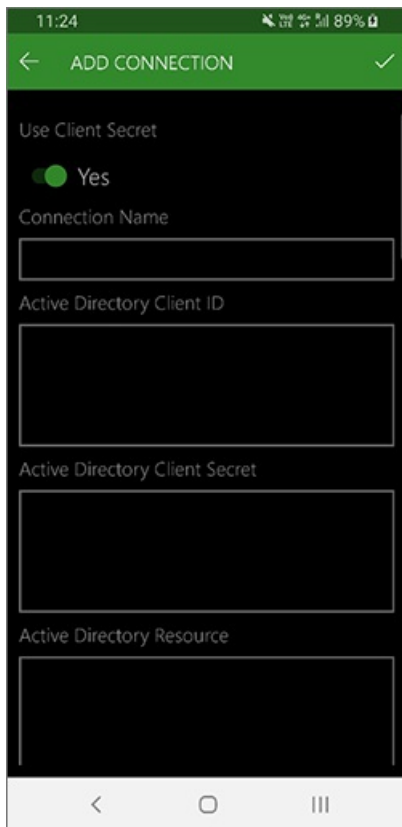 11:24 89%
ADD CONNECTION
Use Client Secret
Yes
Connection Name
Active Directory Client ID
Active Directory Client Secret
Active Directory Resource